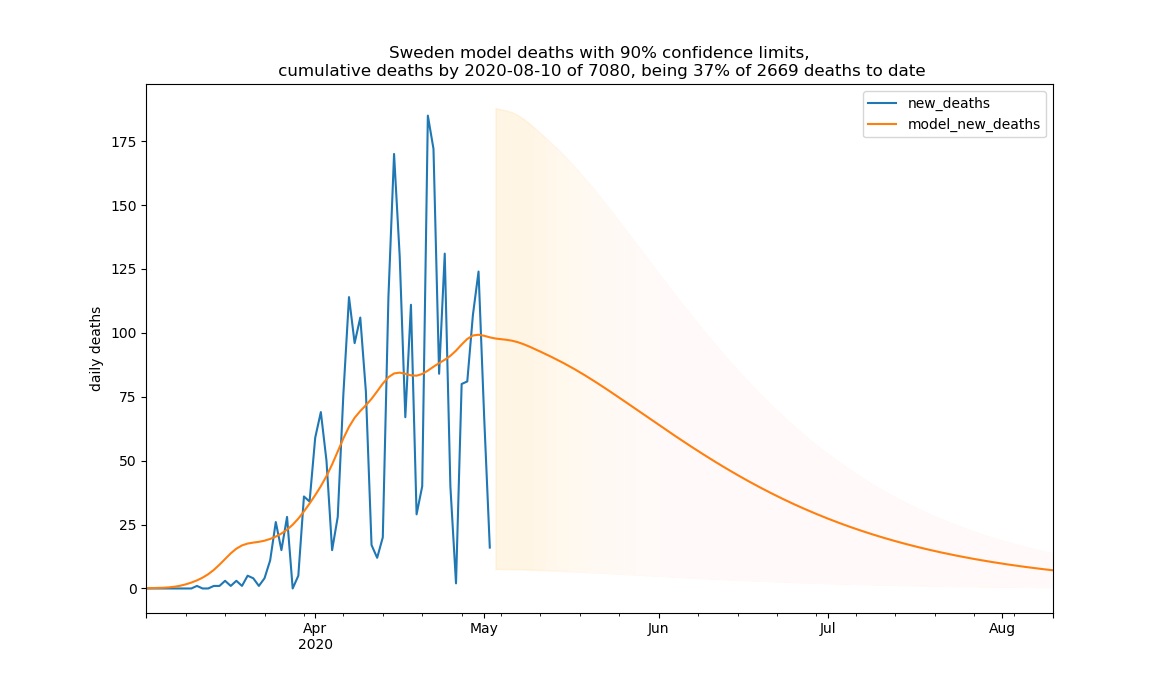 Sweden model deaths with 90% confidence limits,
cumulative deaths by 2020-08-10 of 7080, being 37% of 2669 deaths to date
new_deaths
model_new_deaths
175
150
125
100
75
50
25
0
daily deaths
Apr
2020
May
Jun
Jul
Aug